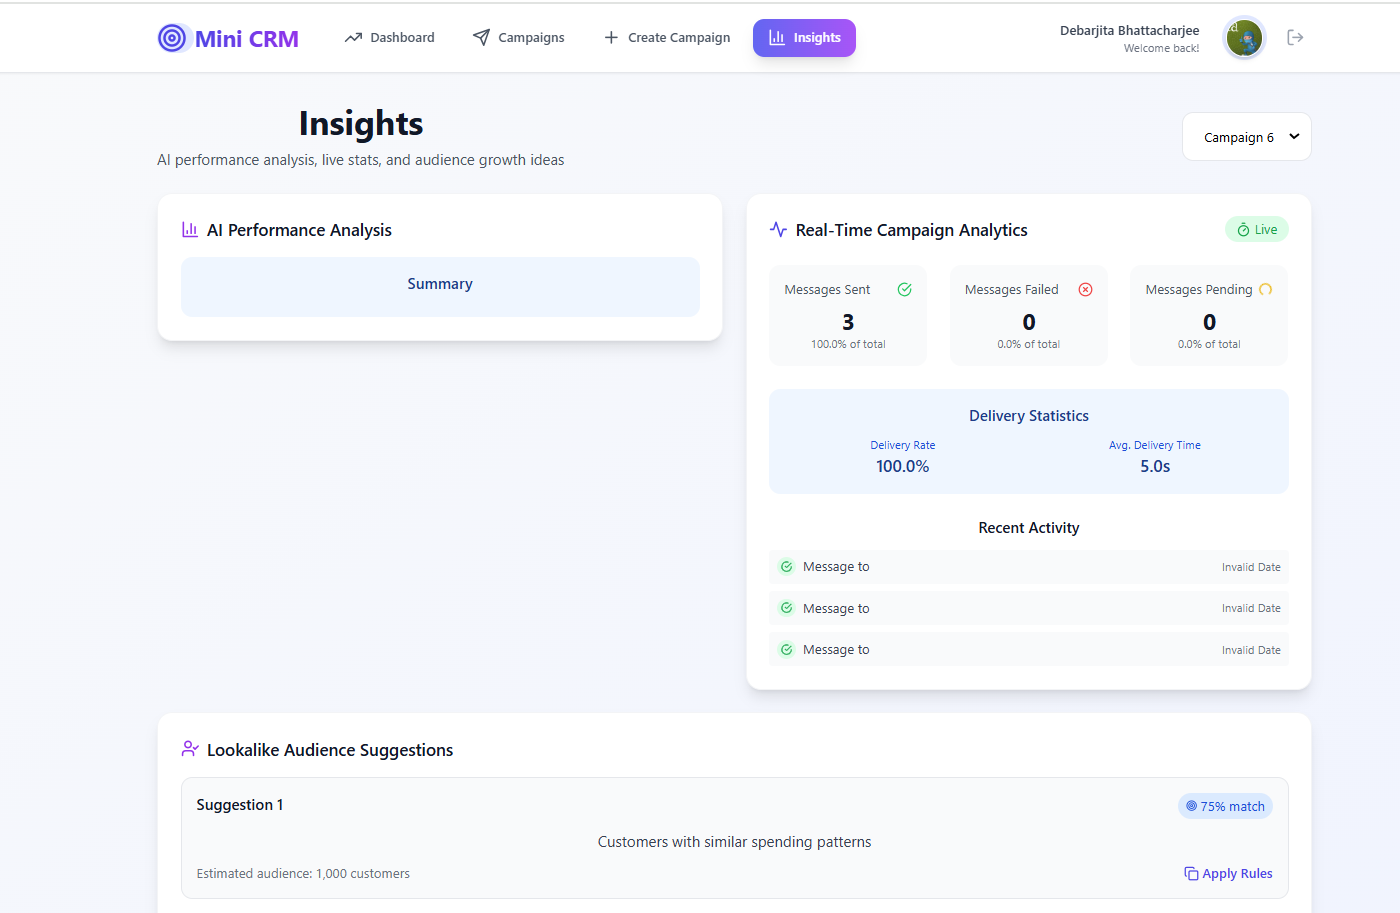 Mini CRM
Dashboard
Campaigns
Create Campaign
Insights
Debarjita Bhattacharjee
Welcome back!
Insights
AI performance analysis, live stats, and audience growth ideas
Campaign 6
AI Performance Analysis
Summary
Real-Time Campaign Analytics
Live
Messages Sent
3
100.0% of total
Messages Failed
0
0.0% of total
Messages Pending
0
0.0% of total
Delivery Statistics
Delivery Rate
100.0%
Avg. Delivery Time
5.0s
Recent Activity
Message to Invalid Date
Message to Invalid Date
Message to Invalid Date
Lookalike Audience Suggestions
Suggestion 1
75% match
Customers with similar spending patterns
Estimated audience: 1,000 customers
Apply Rules